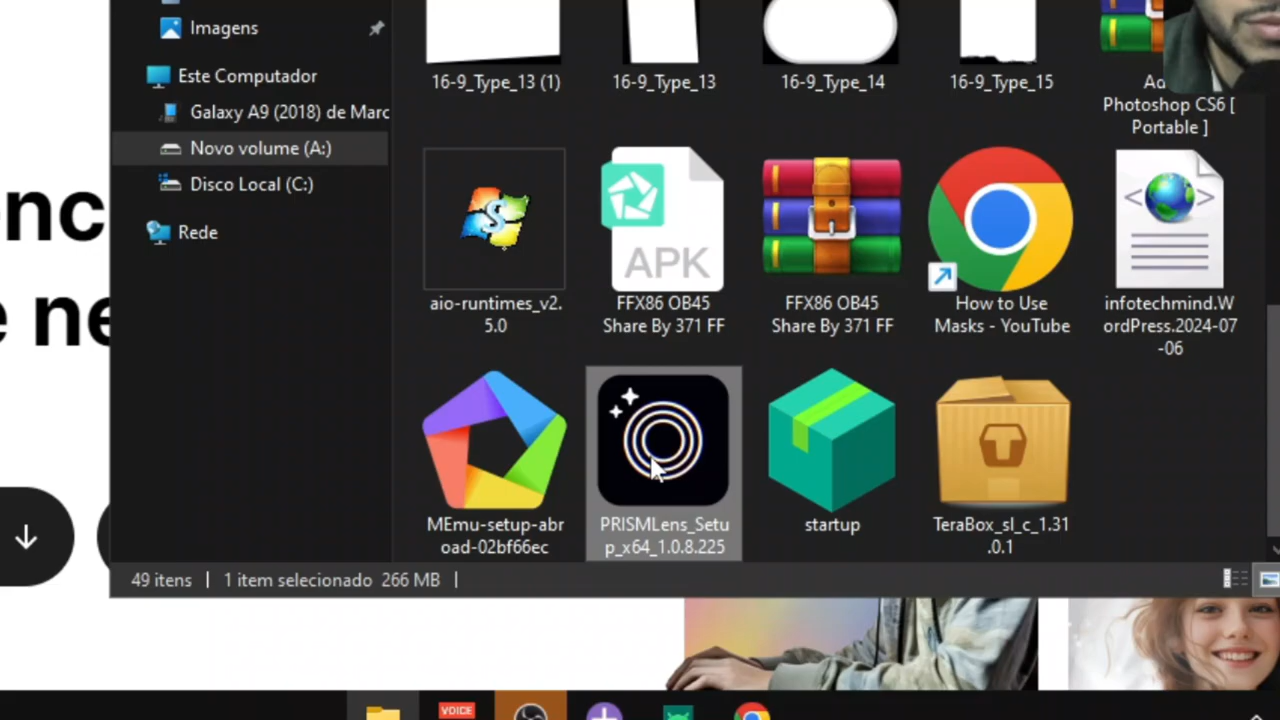 Imagens
Este Computador
Galaxy A9 (2018) de Marc
Novo volume (A:)
Disco Local (C:)
Rede
16-9_Type_13 (1)
16-9_Type_13
16-9_Type_14
16-9_Type_15
Ad
Photoshop CS6 [
Portable ]
aio-runtimes_v2.
5.0
APK
FFX86 OB45
Share By 371 FF
FFX86 OB45
Share By 371 FF
How to Use
Masks - YouTube
infotechmind.W
ordPress.2024-07
-06
MEmu-setup-abr
oad-02bf66ec
PRISMLens_Setu
p_x64_1.0.8.225
startup
TeraBox_sl_c_1.31
.0.1
49 itens
1 item selecionado 266 MB
enc
e ne
VOICE